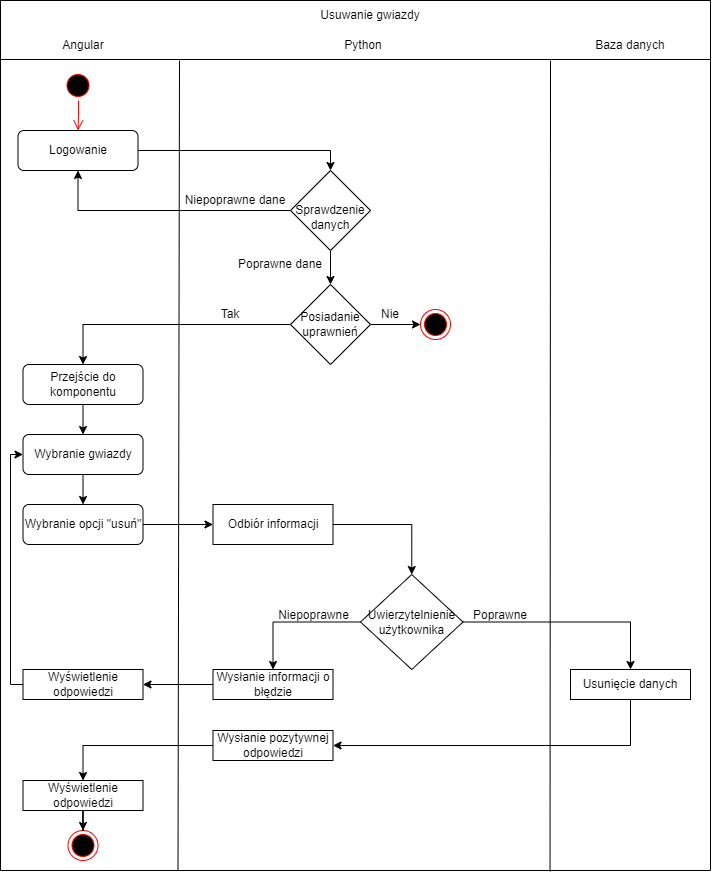 Usuwanie gwiazdy
Angular
Python
Baza danych
Logowanie
Niepoprawne dane
Sprawdzenie
danych
Poprawne dane
Tak
Posiadanie
uprawnień
Nie
Przejście do
komponentu
Wybranie gwiazdy
Wybranie opcji "usuń"
Odbiór informacji
Niepoprawne
Uwierzytelnienie
użytkownika
Poprawne
Wyświetlenie
odpowiedzi
Wysłanie informacji o
błędzie
Usunięcie danych
Wysłanie pozytywnej
odpowiedzi
Wyświetlenie
odpowiedzi